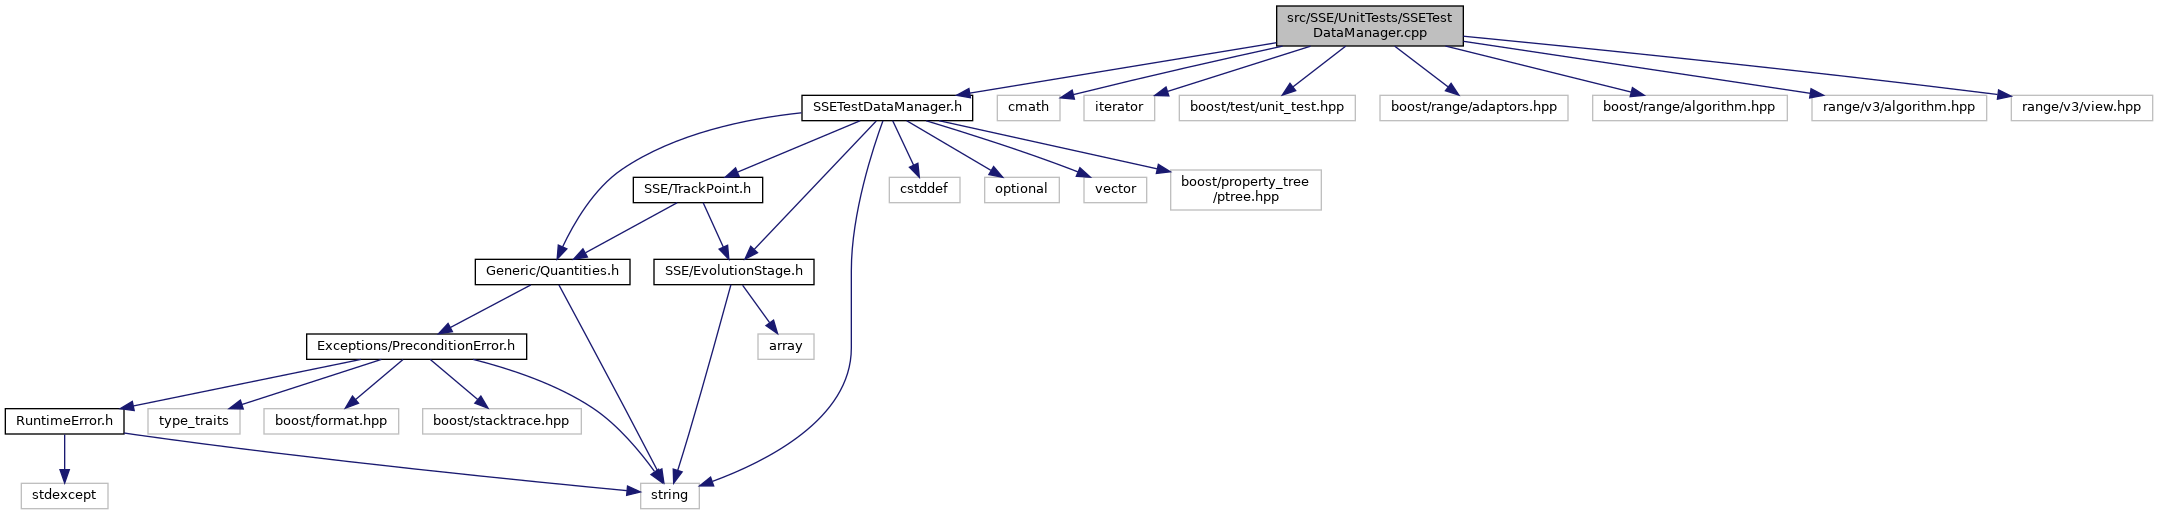 src/SSE/UnitTests/SSETest
DataManager.cpp
SSETestDataManager.h
cmath
iterator
boost/test/unit_test.hpp
boost/range/adaptors.hpp
boost/range/algorithm.hpp
range/v3/algorithm.hpp
range/v3/view.hpp
SSE/TrackPoint.h
cstddef
optional
vector
boost/property_tree
/ptree.hpp
Generic/Quantities.h
SSE/EvolutionStage.h
Exceptions/PreconditionError.h
array
RuntimeError.h
type_traits
boost/format.hpp
boost/stacktrace.hpp
stdexcept
string